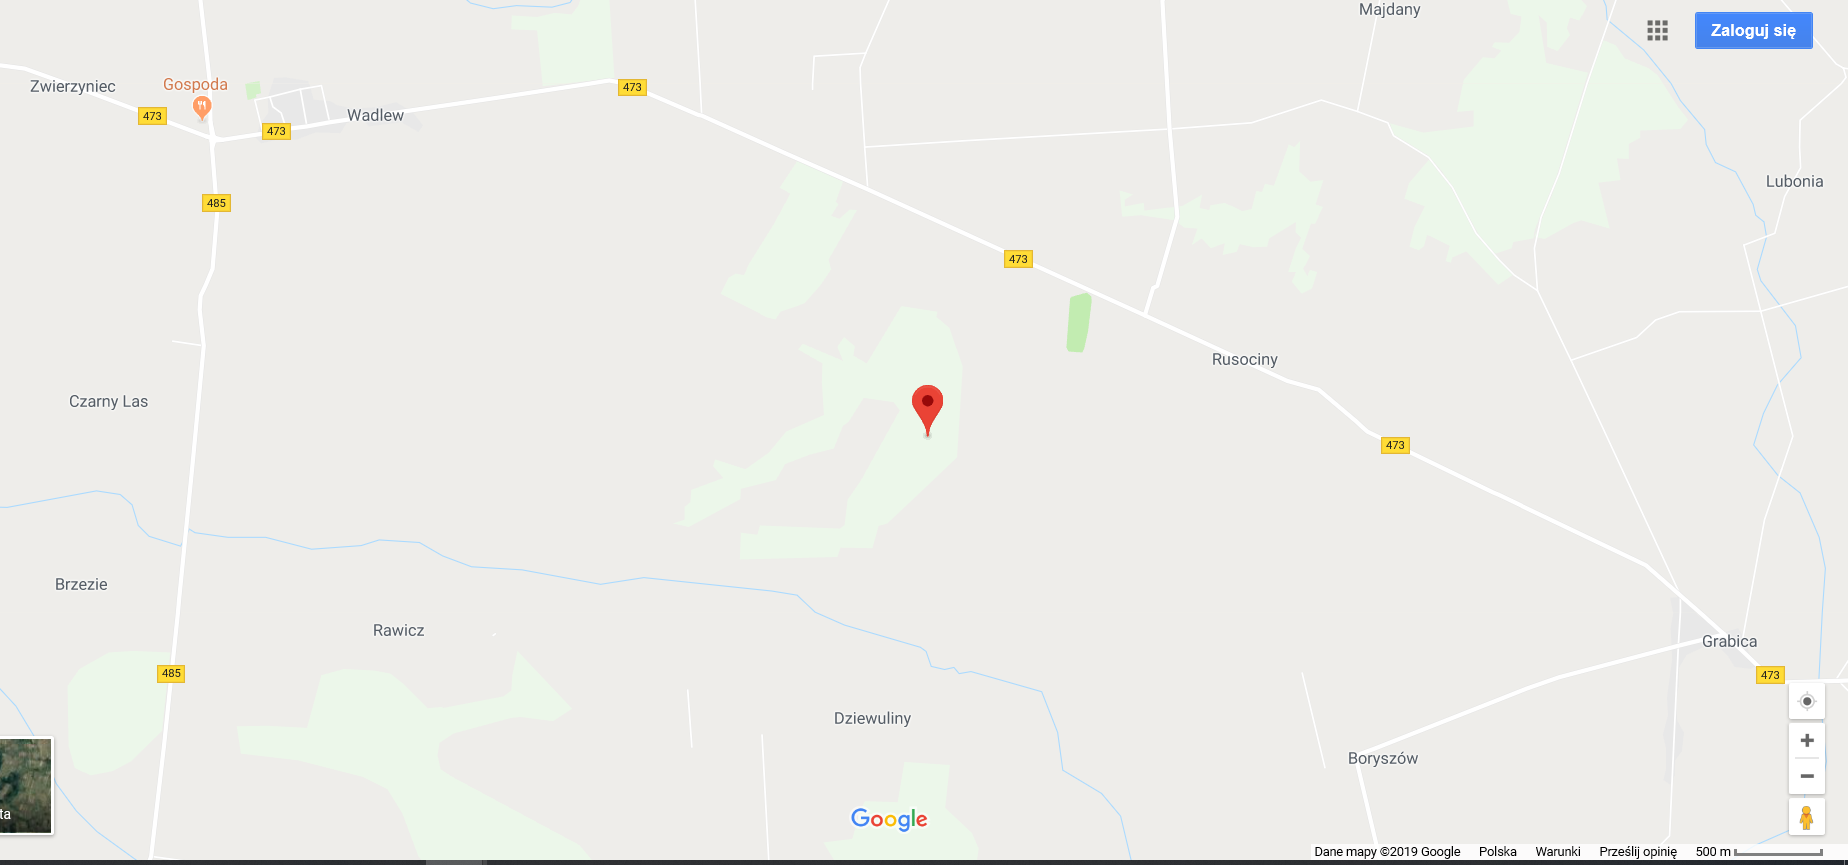 Majdany
Zaloguj się
Zwierzyniec
Gospoda
473
473
473
Wadlew
Lubonia
485
473
Rusociny
Czarny Las
473
Brzezie
Rawicz
Grabica
485
473
Dziewuliny
Boryszów
ta
Google
Dane mapy ©2019 Google Polska Warunki Prześlij opinię 500 m